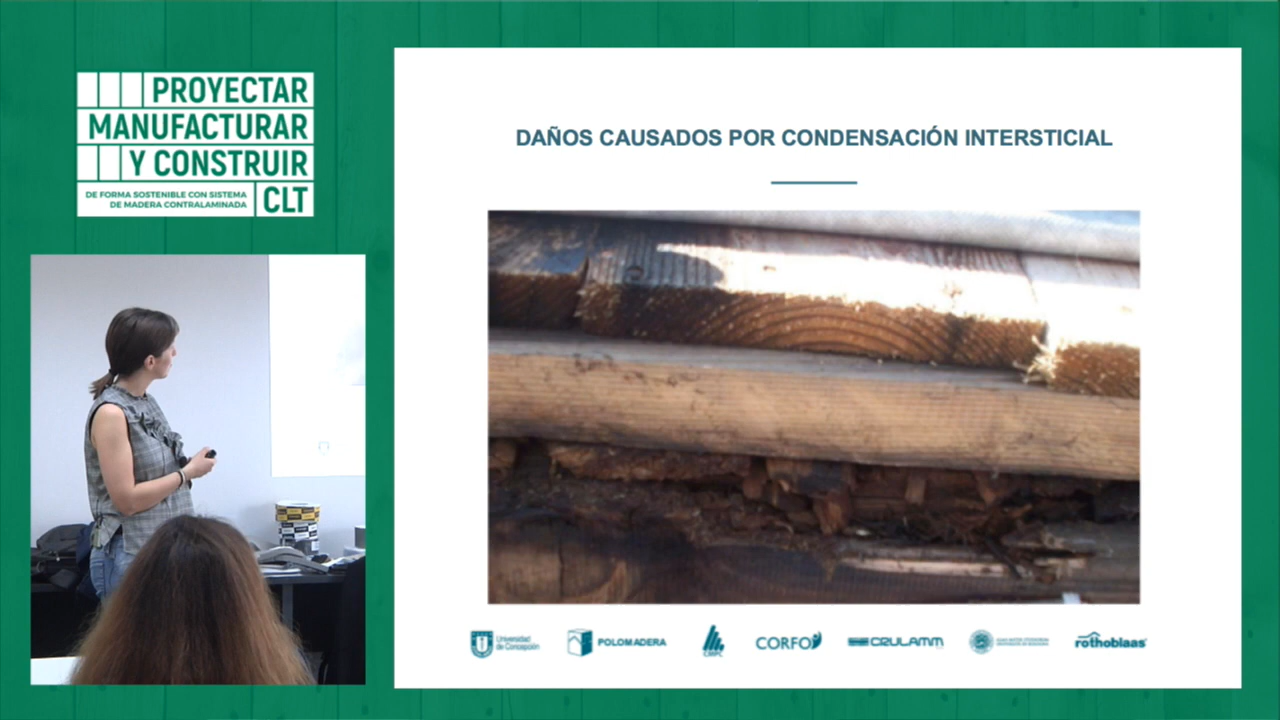 PROYECTAR
MANUFACTURAR
Y CONSTRUIR
DE FORMA SOSTENIBLE CON SISTEMA
DE MADERA CONTRALAMINADA
CLT
DAÑOS CAUSADOS POR CONDENSACIÓN INTERSTICIAL
Universidad
de Concepción
POLOMADERA
CMPC
CORFO
CRULAMM
rothoblaas